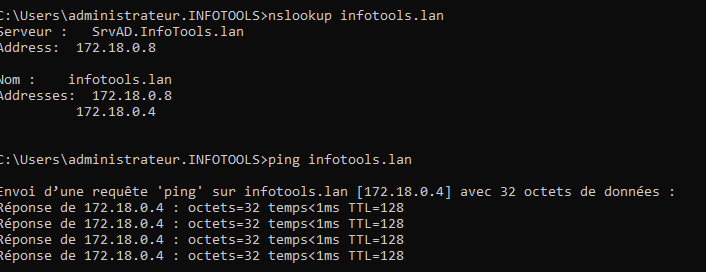 C:\Users\administrateur.INFOTOOLS>nslookup infotools.lan
Serveur :   SrvAD.InfoTools.lan
Address:  172.18.0.8
Nom :    infotools.lan
Addresses:  172.18.0.8
172.18.0.4
C:\Users\administrateur.INFOTOOLS>ping infotools.lan
Envoi d’une requête 'ping' sur infotools.lan [172.18.0.4] avec 32 octets de données :
Réponse de 172.18.0.4 : octets=32 temps<1ms TTL=128
Réponse de 172.18.0.4 : octets=32 temps<1ms TTL=128
Réponse de 172.18.0.4 : octets=32 temps<1ms TTL=128
Réponse de 172.18.0.4 : octets=32 temps<1ms TTL=128